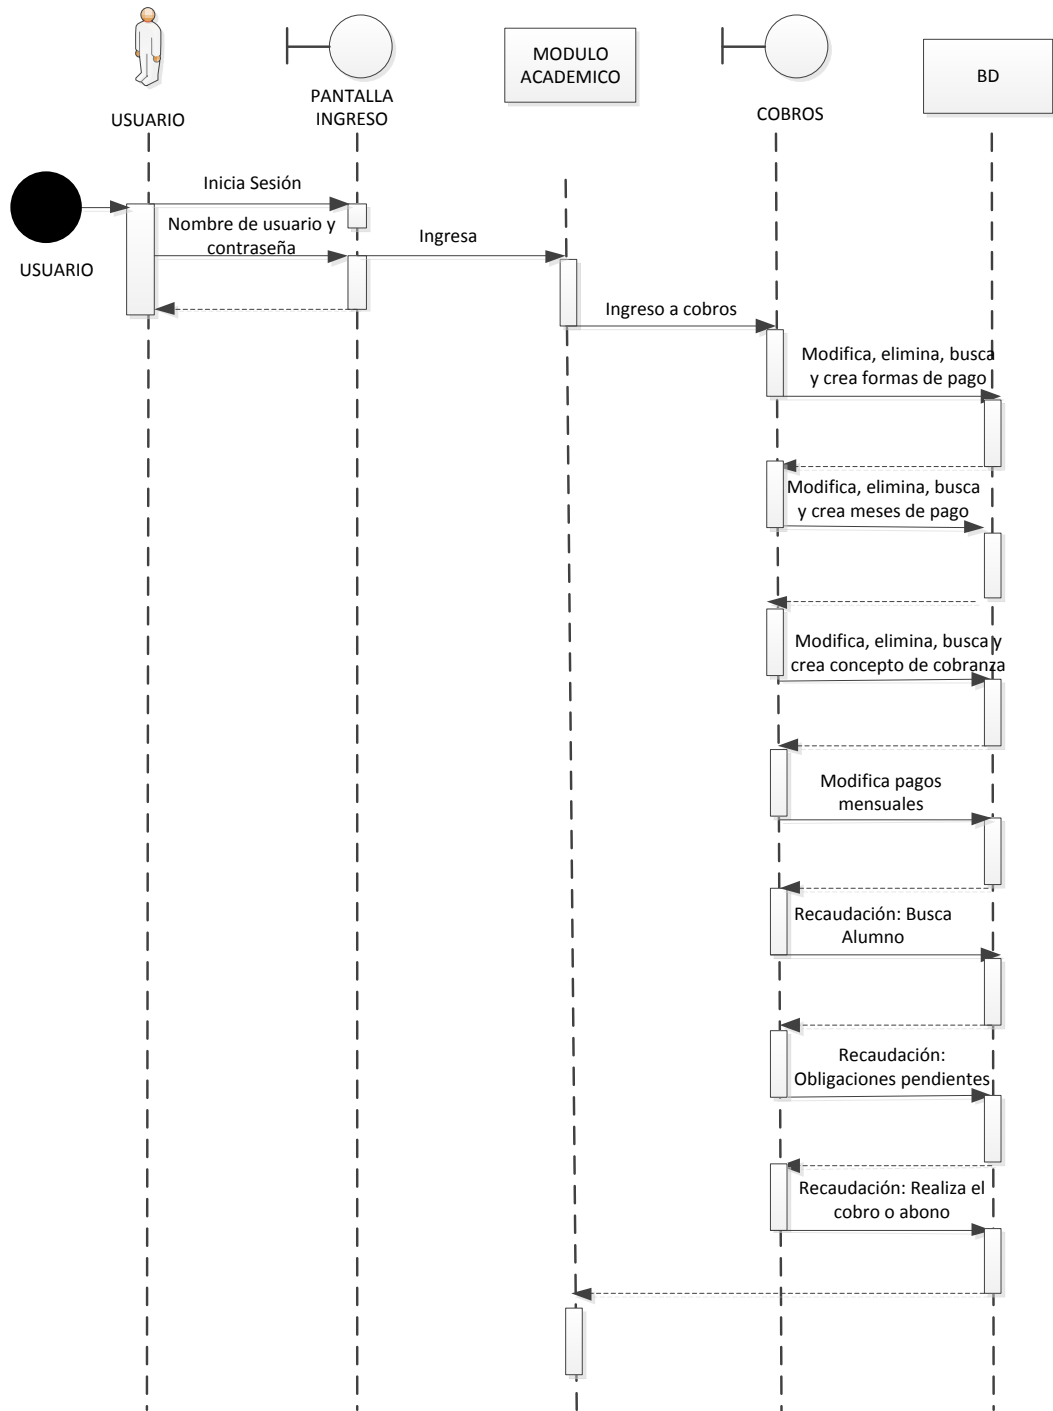 USUARIO
PANTALLA
INGRESO
MODULO
ACADEMICO
COBROS
BD
USUARIO
Inicia Sesión
Nombre de usuario y
contraseña
Ingresa
Ingreso a cobros
Modifica, elimina, busca
y crea formas de pago
Modifica, elimina, busca
y crea meses de pago
Modifica, elimina, busca y
crea concepto de cobranza
Modifica pagos
mensuales
Recaudación: Busca
Alumno
Recaudación:
Obligaciones pendientes
Recaudación: Realiza el
cobro o abono